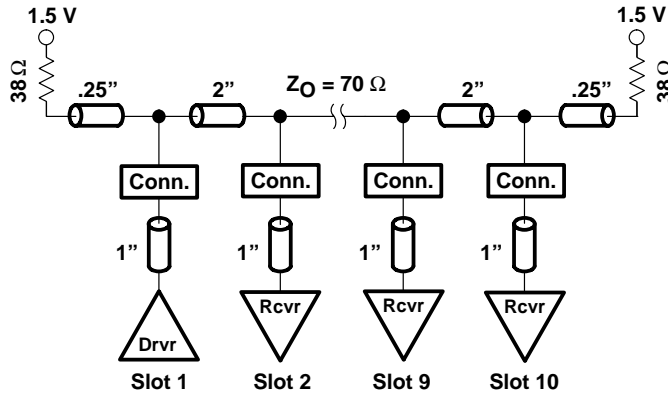 1.5 V
1.5 V
38 Ω
.25”
2”
ZO = 70 Ω
2”
.25”
38 Ω
Conn.
Conn.
Conn.
Conn.
1”
1”
1”
1”
Drvr
Rcvr
Rcvr
Rcvr
Slot 1
Slot 2
Slot 9
Slot 10